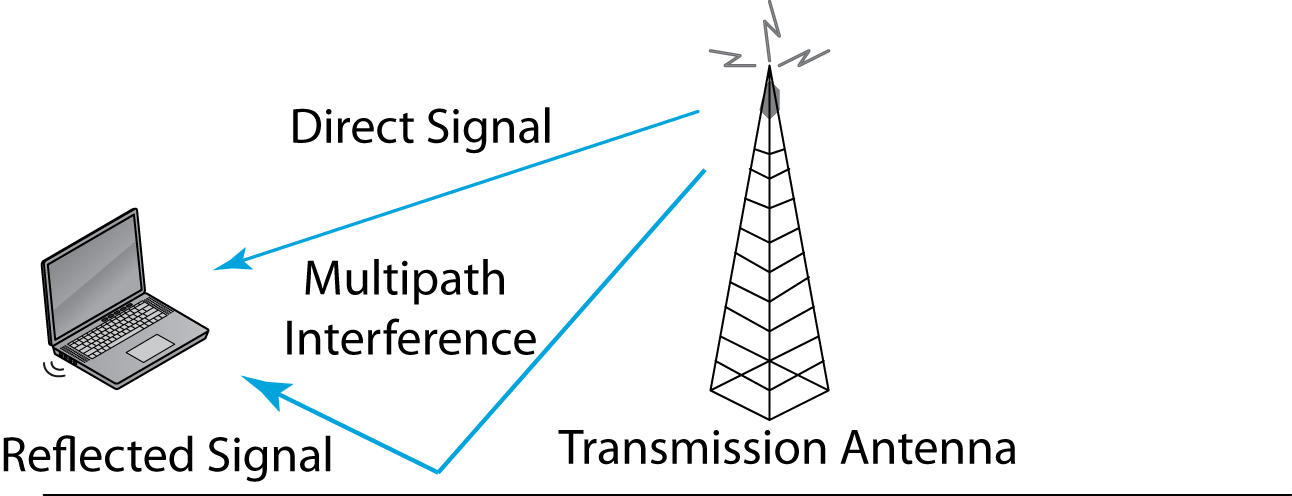 Direct Signal
Multipath
Interference
Reflected Signal
Transmission Antenna